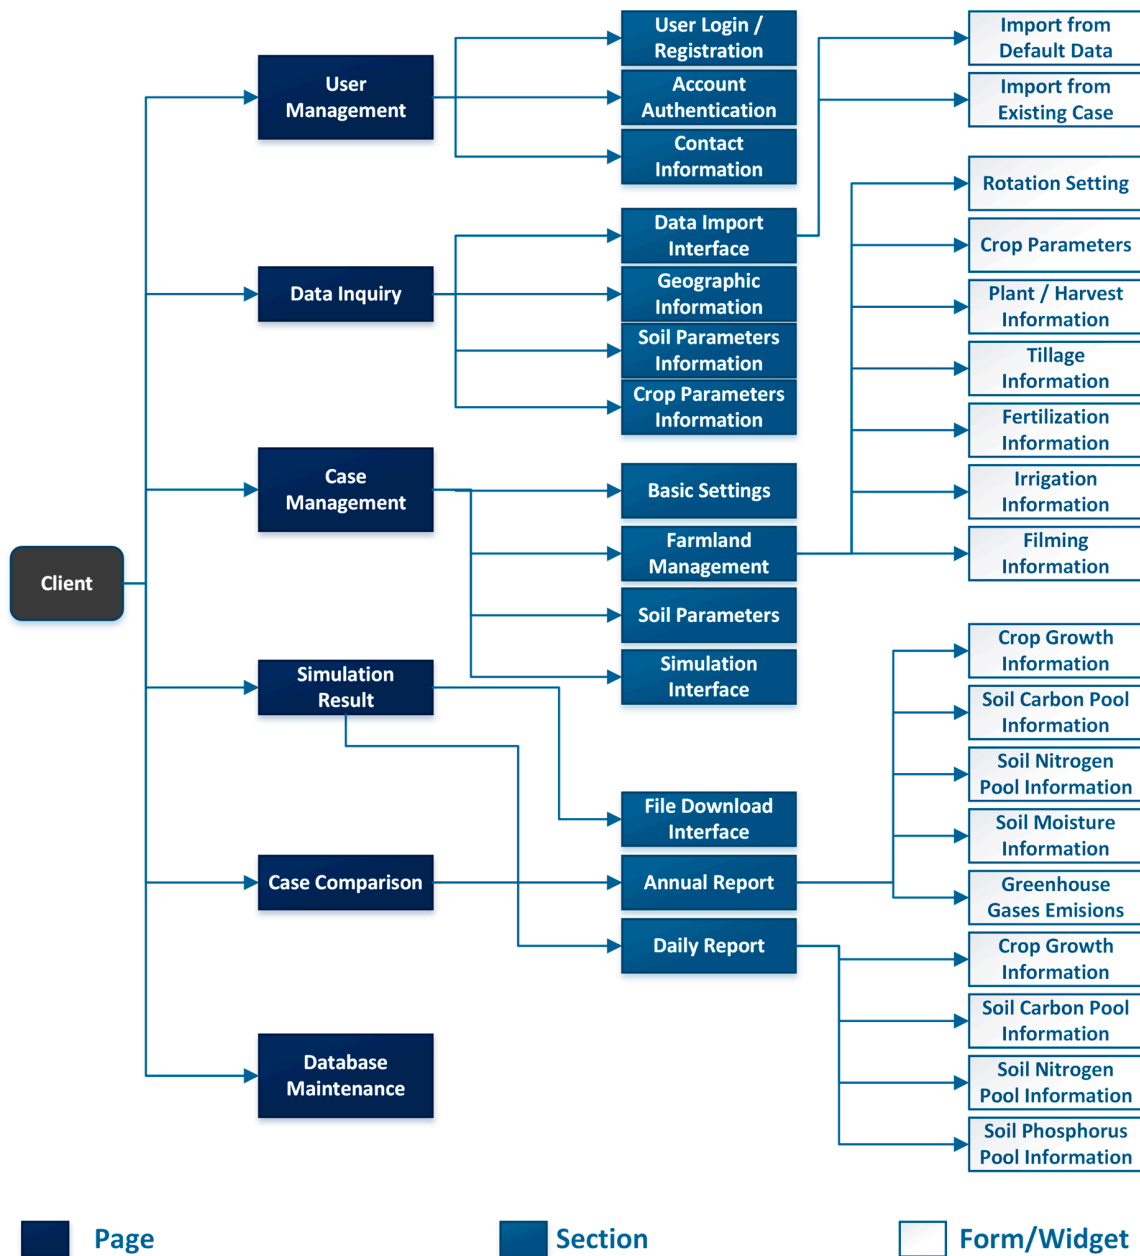 Client
User
Management
Data Inquiry
Case
Management
Simulation
Result
Case Comparison
Database
Maintenance
User Login /
Registration
Account
Authentication
Contact
Information
Data Import
Interface
Geographic
Information
Soil Parameters
Information
Crop Parameters
Information
Basic Settings
Farmland
Management
Soil Parameters
Simulation
Interface
File Download
Interface
Annual Report
Daily Report
Import from
Default Data
Import from
Existing Case
Rotation Setting
Crop Parameters
Plant / Harvest
Information
Tillage
Information
Fertilization
Information
Irrigation
Information
Filming
Information
Crop Growth
Information
Soil Carbon Pool
Information
Soil Nitrogen
Pool Information
Soil Moisture
Information
Greenhouse
Gases Emisions
Crop Growth
Information
Soil Carbon Pool
Information
Soil Nitrogen
Pool Information
Soil Phosphorus
Pool Information
Page
Section
Form/Widget